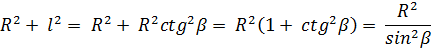 R² + l² = R² + R²ctg²β = R²(1 + ctg²β) = R²/sin²β